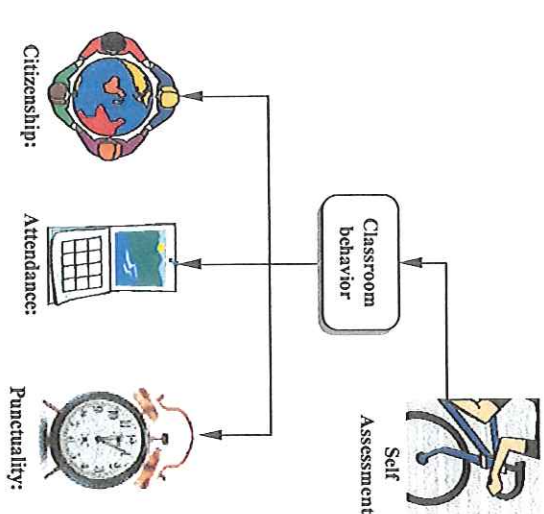 Self
Assessment
Classroom
behavior
Citizenship:
Attendance:
Punctuality: